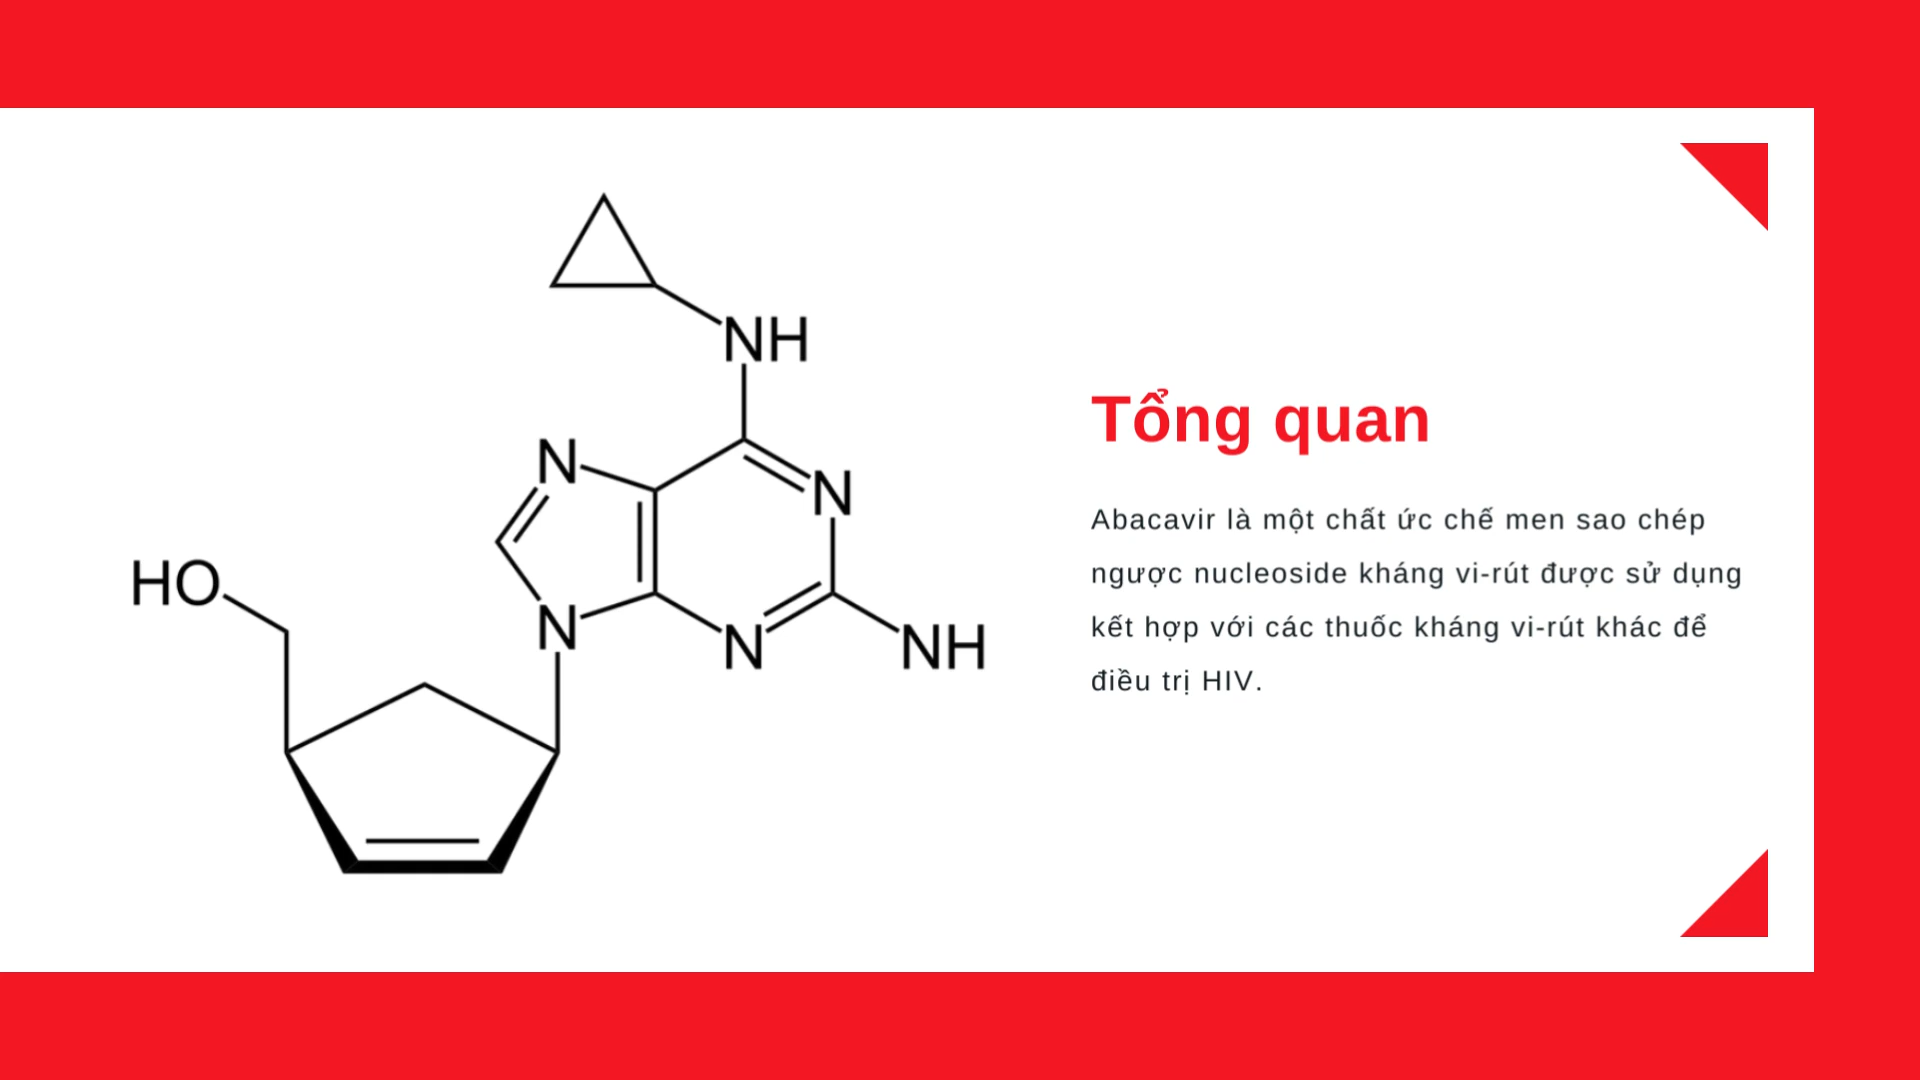 NH
N
N
HO
N
N
NH
Tổng quan
Abacavir là một chất ức chế men sao chép
ngược nucleoside kháng vi-rút được sử dụng
kết hợp với các thuốc kháng vi-rút khác để
điều trị HIV.